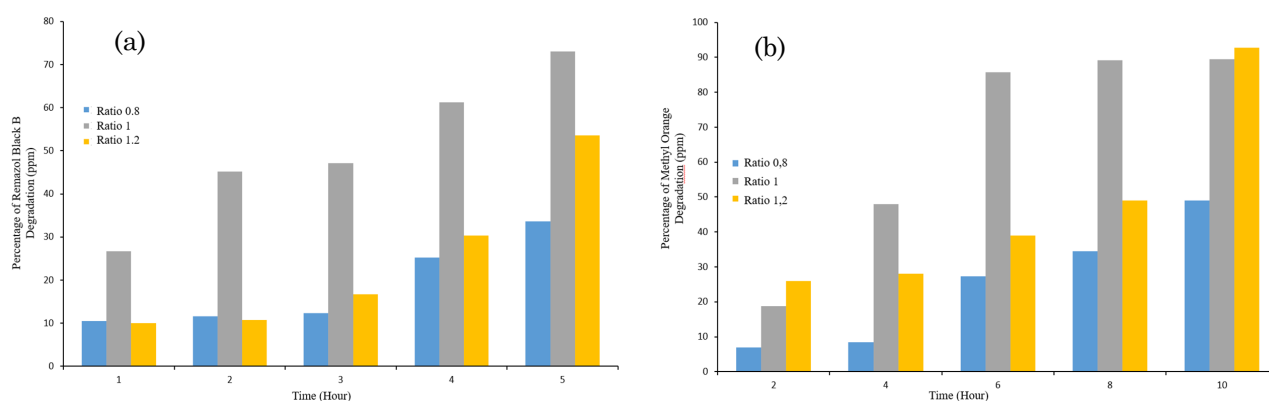 (a)
Percentage of Remazol Black B
Degradation (ppm)
80
70
60
50
40
30
20
10
0
Ratio 0.8
Ratio 1
Ratio 1.2
1 2 3 4 5
Time (Hour)
(b)
Percentage of Methyl Orange
Degradation (ppm)
100
90
80
70
60
50
40
30
20
10
0
Ratio 0,8
Ratio 1
Ratio 1,2
2 4 6 8 10
Time (Hour)